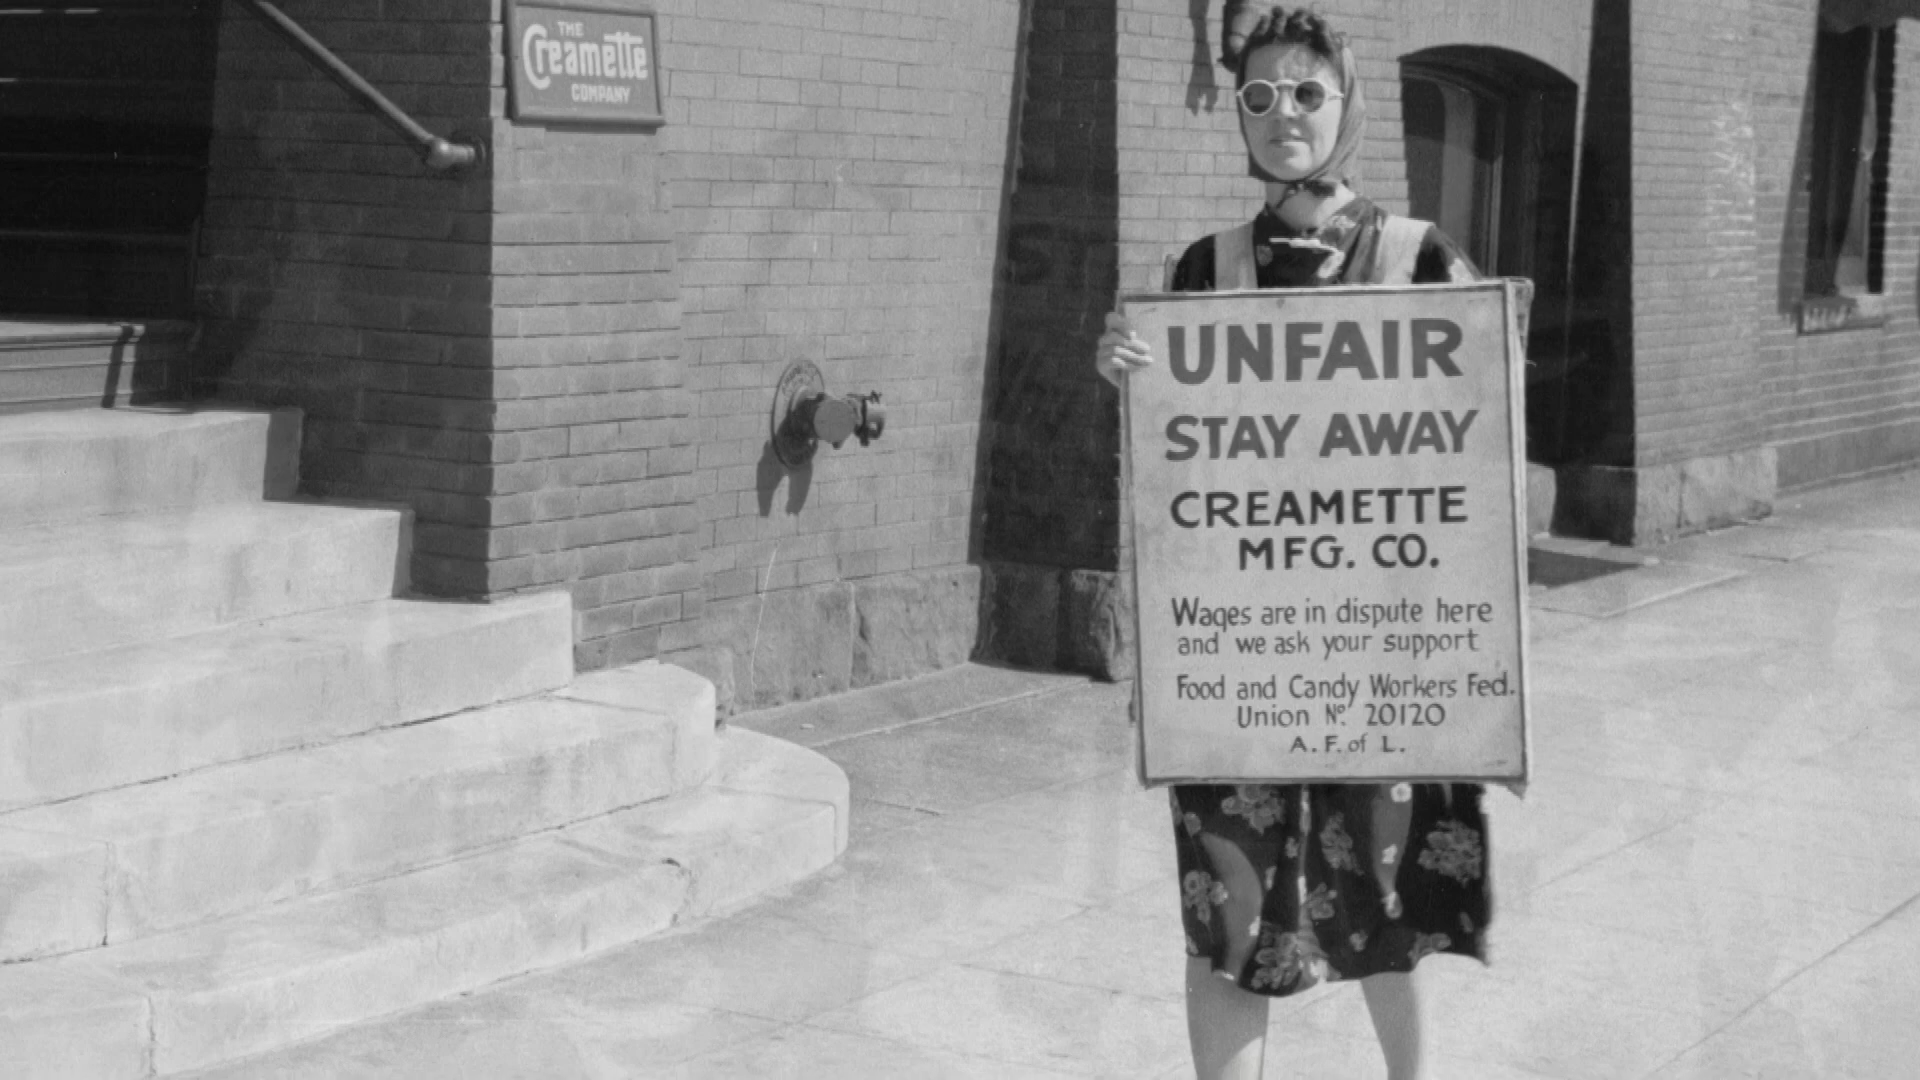 THE
Creamette
COMPANY
UNFAIR
STAY AWAY
CREAMETTE
MFG. CO.
Wages are in dispute here
and we ask your support
Food and Candy Workers Fed.
Union No. 20120
A. F. of L.